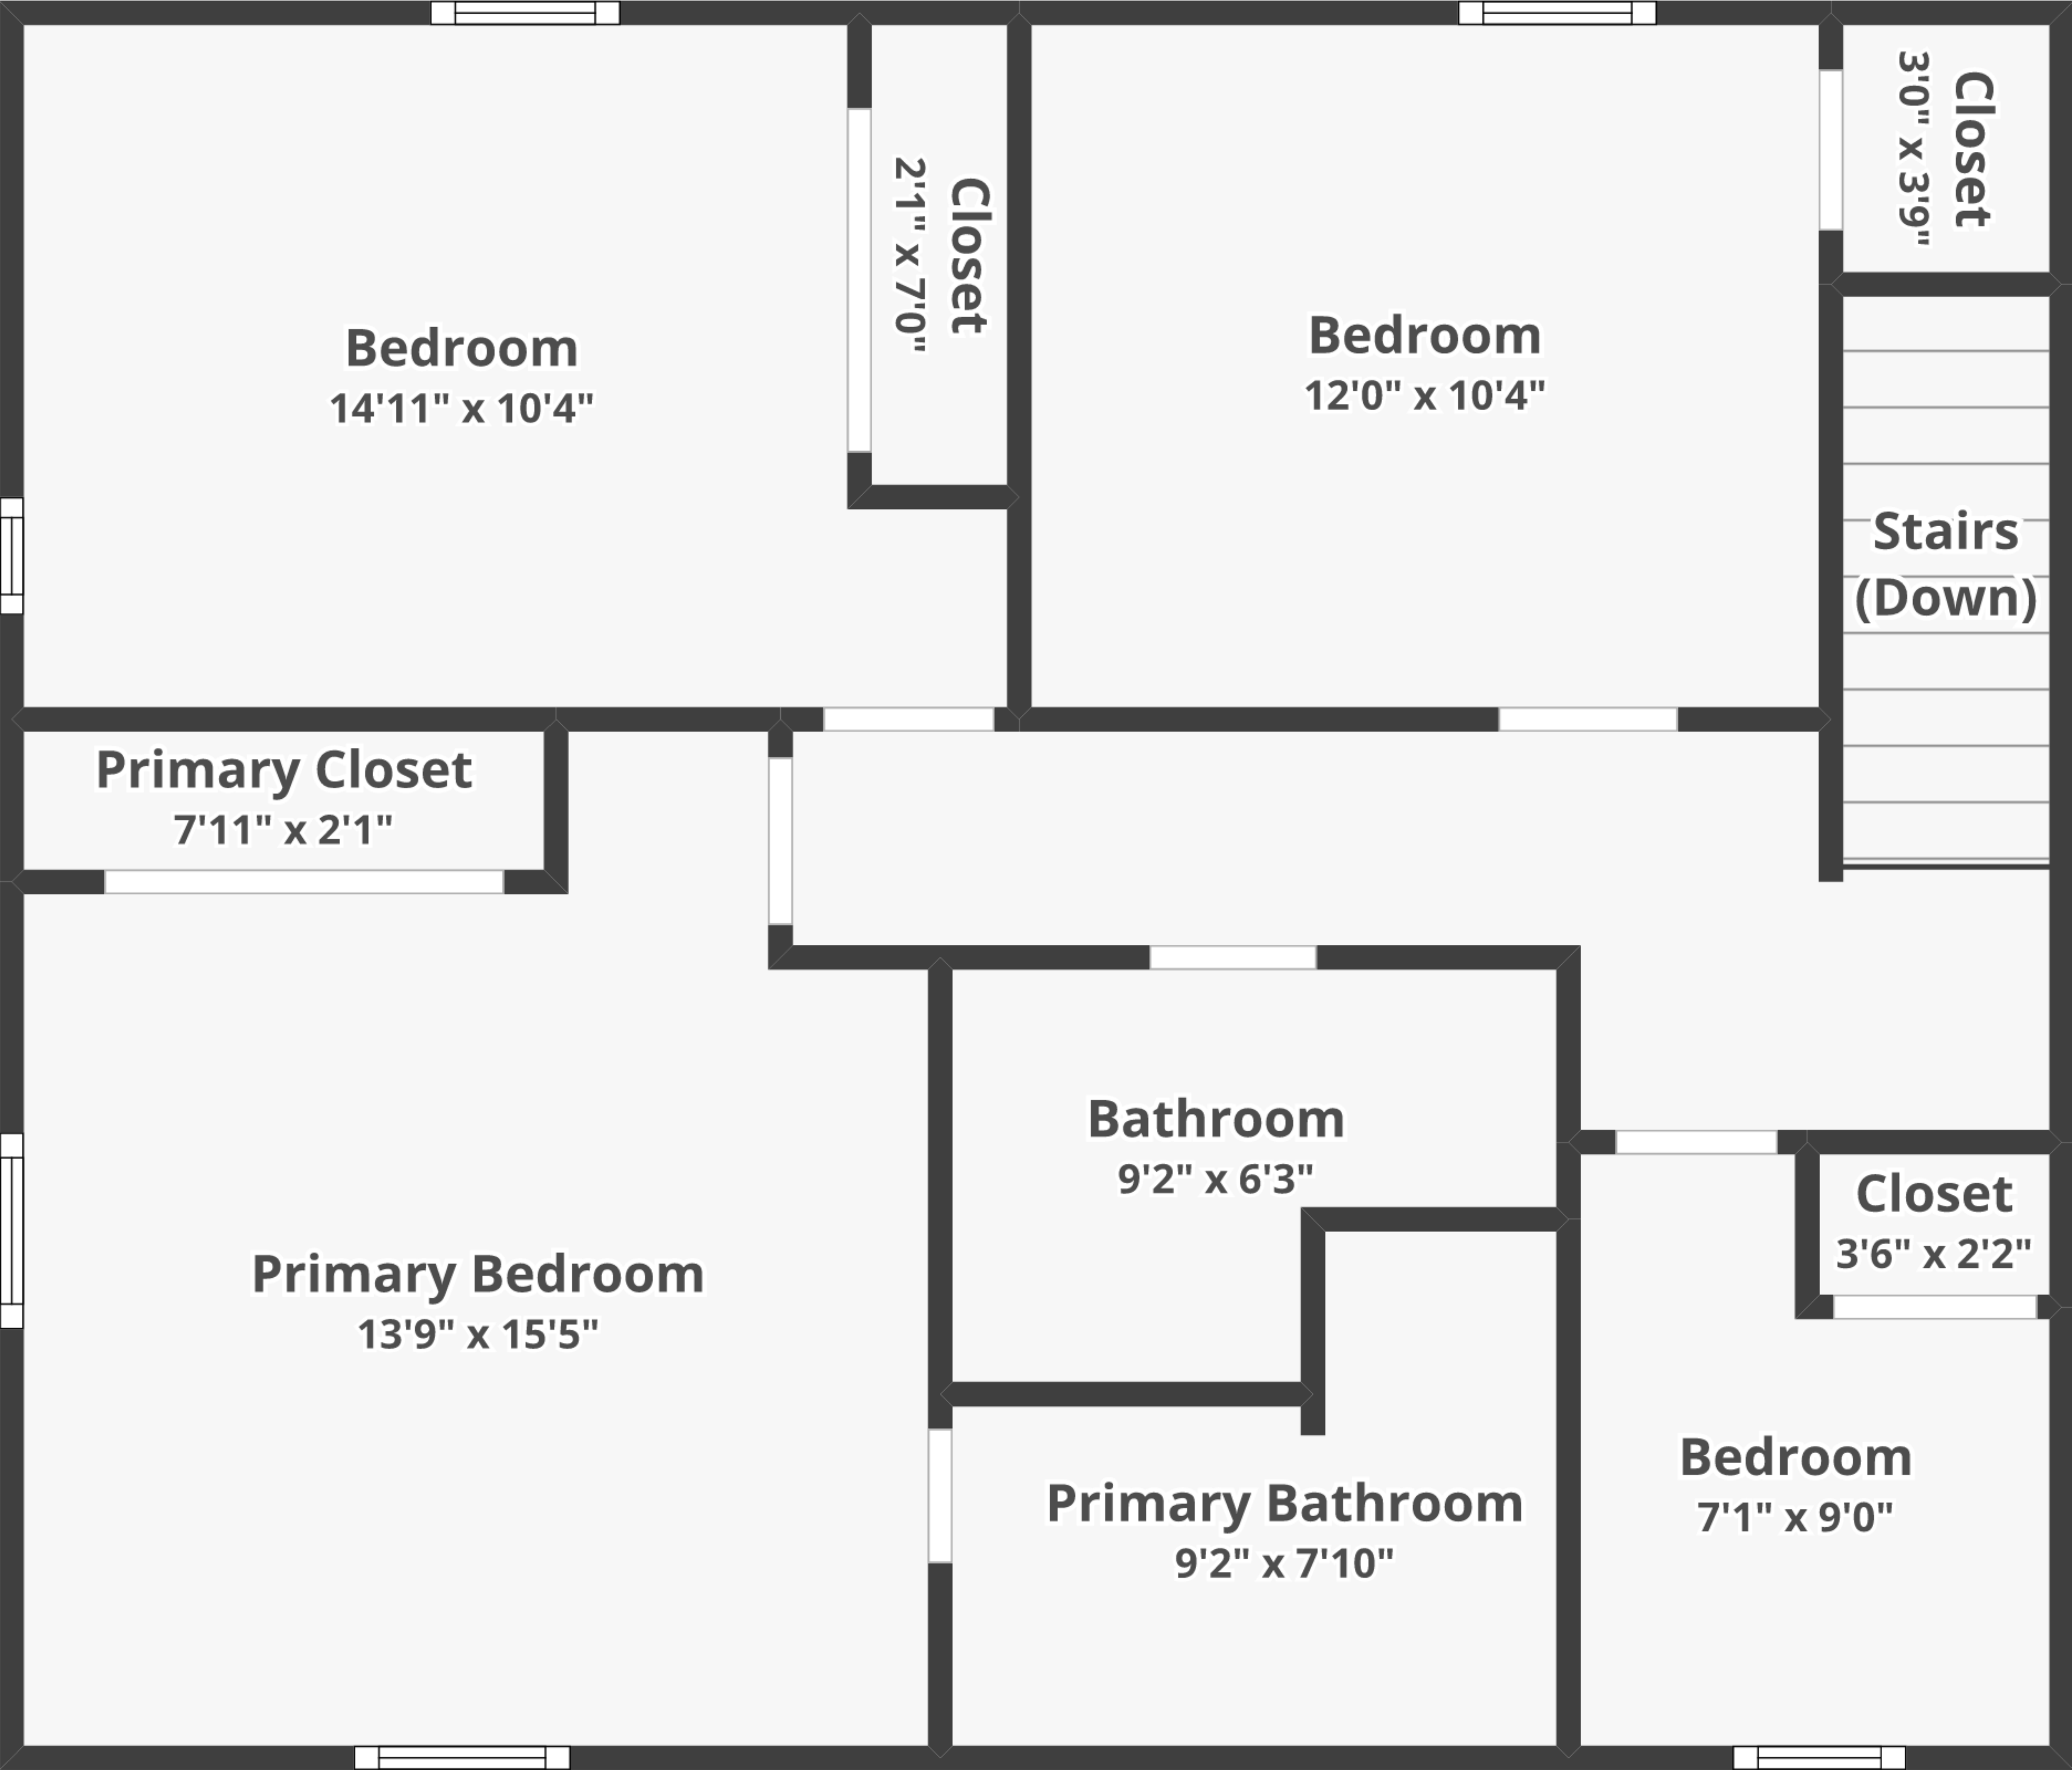 Bedroom
14'11" x 10'4"
Closet
2'1" x 7'0"
Bedroom
12'0" x 10'4"
Closet
3'0" x 3'9"
Stairs
(Down)
Primary Closet
7'11" x 2'1"
Bathroom
9'2" x 6'3"
Closet
3'6" x 2'2"
Primary Bedroom
13'9" x 15'5"
Primary Bathroom
9'2" x 7'10"
Bedroom
7'1" x 9'0"